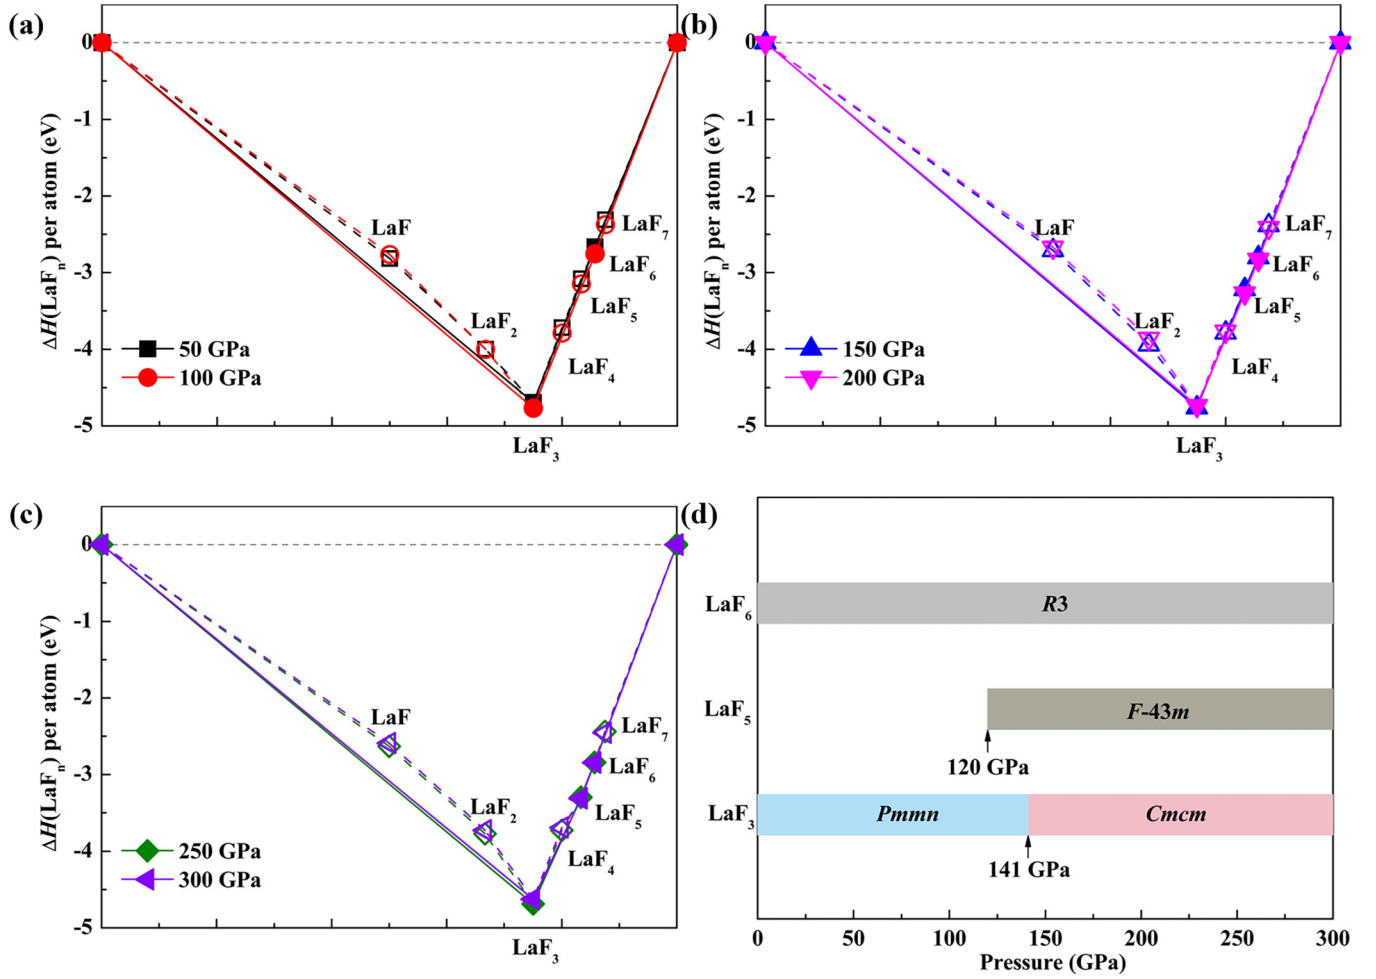 (a)
0
-1
-2
-3
-4
-5
ΔH(LaFₙ) per atom (eV)
LaF
LaF₂
LaF₃
LaF₄
LaF₅
LaF₆
LaF₇
50 GPa
100 GPa
(b)
0
-1
-2
-3
-4
-5
ΔH(LaFₙ) per atom (eV)
LaF
LaF₂
LaF₃
LaF₄
LaF₅
LaF₆
LaF₇
150 GPa
200 GPa
(c)
0
-1
-2
-3
-4
-5
ΔH(LaFₙ) per atom (eV)
LaF
LaF₂
LaF₃
LaF₄
LaF₅
LaF₆
LaF₇
250 GPa
300 GPa
(d)
LaF₆
R3
LaF₅
F-43m
120 GPa
LaF₃
Pmmn Cmcm
141 GPa
0 50 100 150 200 250 300
Pressure (GPa)